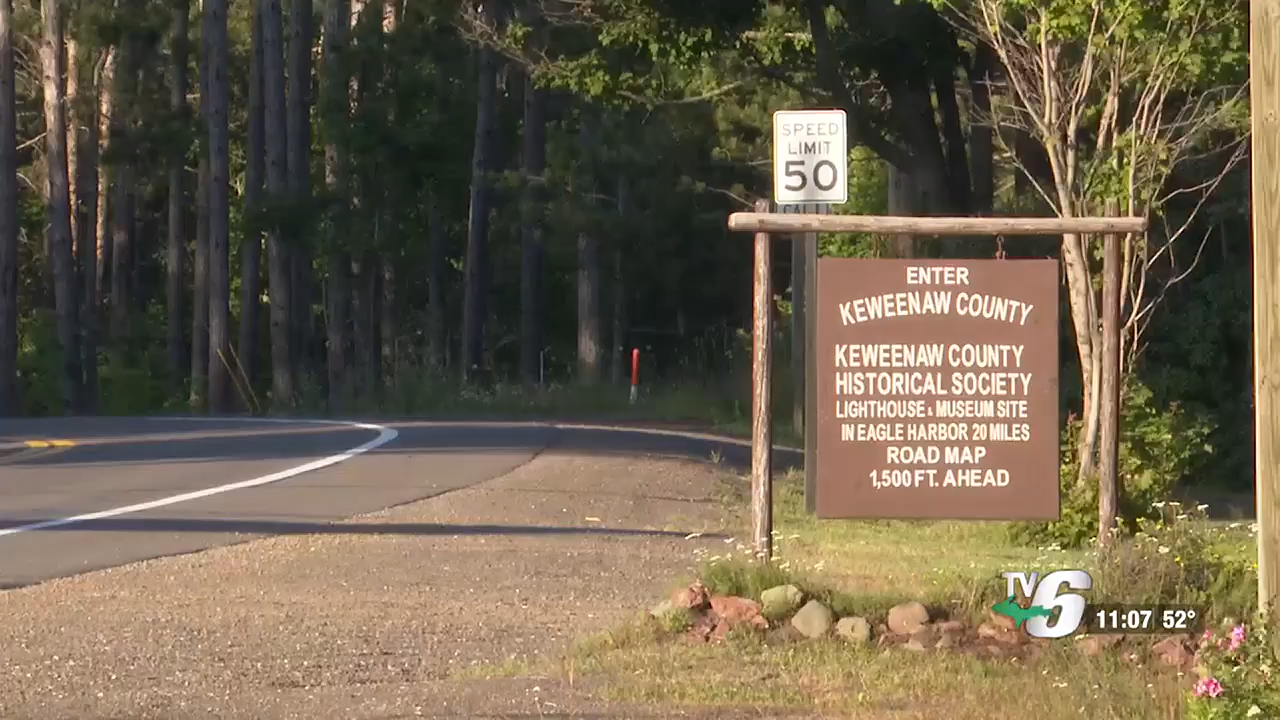 SPEED
LIMIT
50
ENTER
KEWEENAW COUNTY
KEWEENAW COUNTY
HISTORICAL SOCIETY
LIGHTHOUSE & MUSEUM SITE
IN EAGLE HARBOR 20 MILES
ROAD MAP
1,500 FT. AHEAD
TV6 11:07 52°